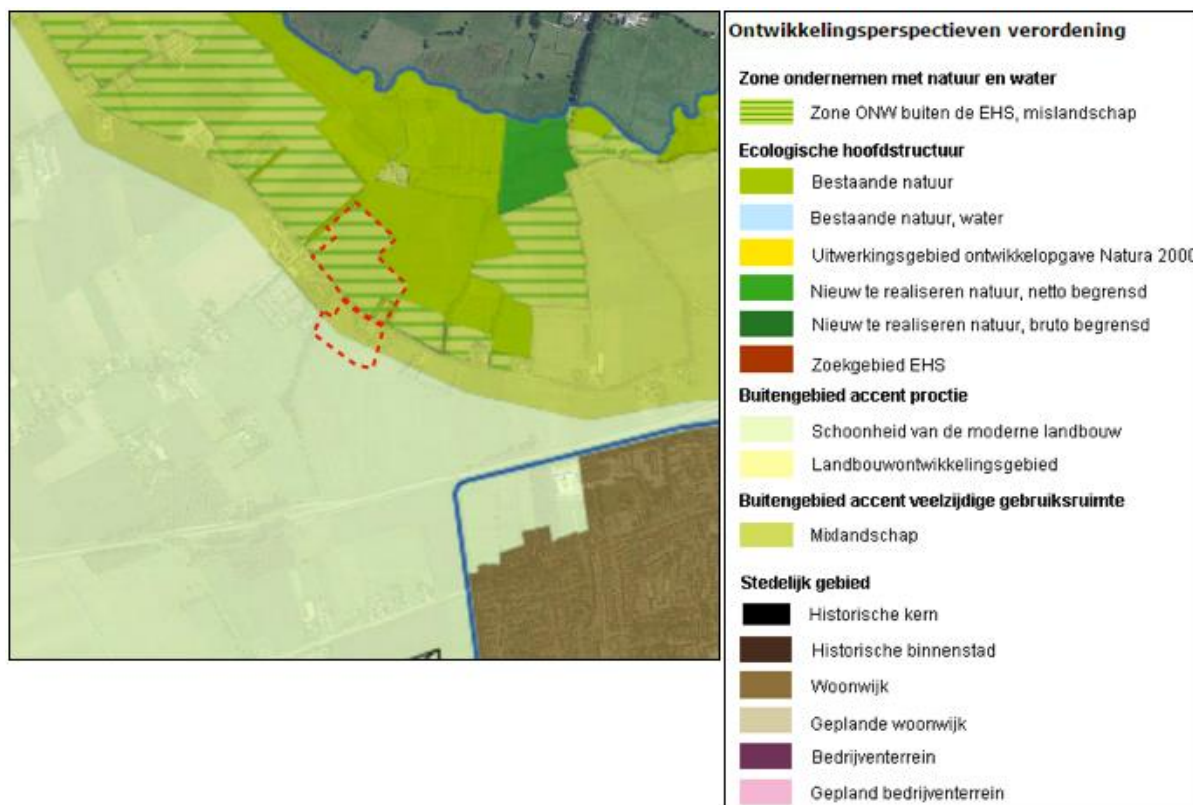 Ontwikkelingsperspectieven verordening
Zone ondernemen met natuur en water
Zone ONW buiten de EHS, mislandschap
Ecologische hoofdstructuur
Bestaande natuur
Bestaande natuur, water
Uitwerkingsgebied ontwikkelopgave Natura 2000
Nieuw te realiseren natuur, netto begrensd
Nieuw te realiseren natuur, bruto begrensd
Zoekgebied EHS
Buitengebied accent proctie
Schoonheid van de moderne landbouw
Landbouwontwikkelingsgebied
Buitengebied accent veelzijdige gebruiksruimte
Mixlandschap
Stedelijk gebied
Historische kern
Historische binnenstad
Woonwijk
Geplande woonwijk
Bedrijventerrein
Gepland bedrijventerrein